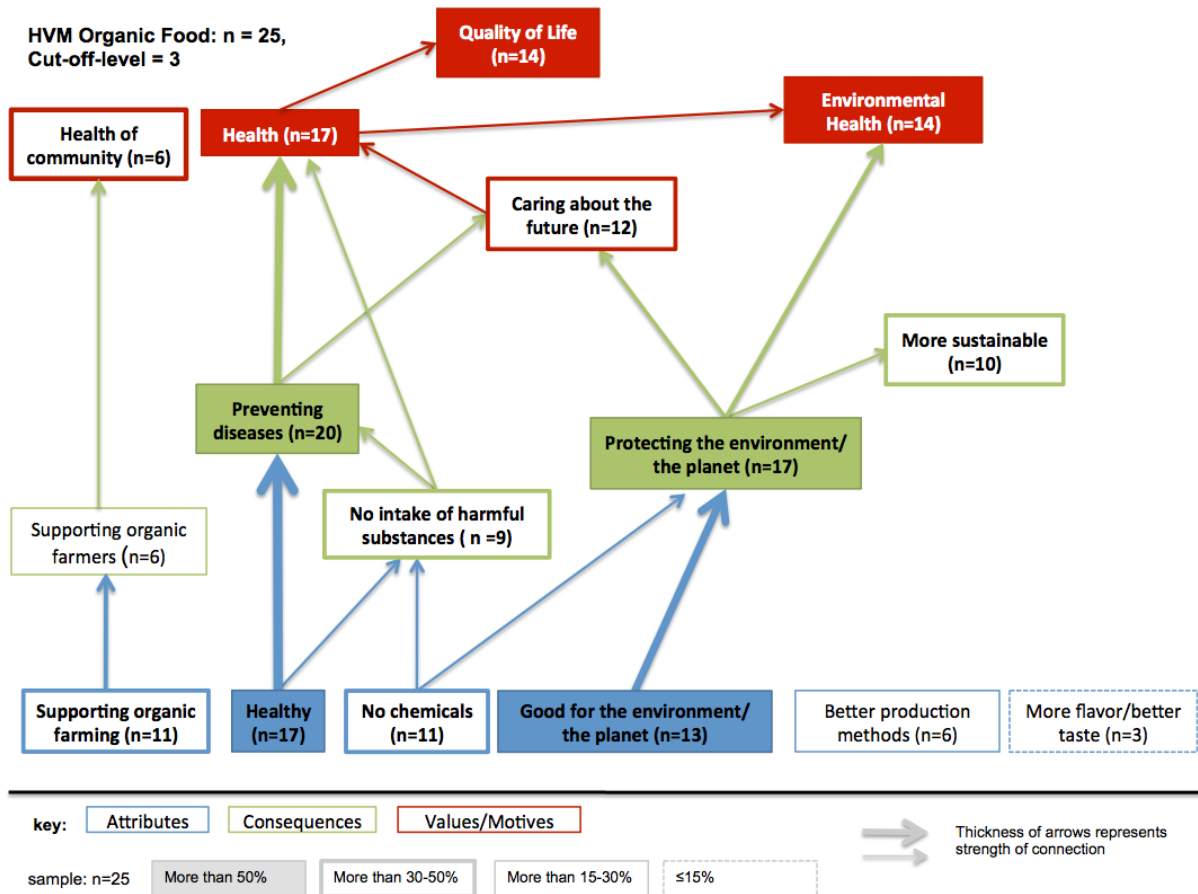 HVM Organic Food: n = 25,
Cut-off-level = 3
Quality of Life
(n=14)
Health of
community (n=6)
Health (n=17)
Environmental
Health (n=14)
Caring about the
future (n=12)
More sustainable
(n=10)
Preventing
diseases (n=20)
Protecting the environment/
the planet (n=17)
Supporting organic
farmers (n=6)
No intake of harmful
substances ( n =9)
Supporting organic
farming (n=11)
Healthy
(n=17)
No chemicals
(n=11)
Good for the environment/
the planet (n=13)
Better production
methods (n=6)
More flavor/better
taste (n=3)
key:
Attributes
Consequences
Values/Motives
Thickness of arrows represents
strength of connection
sample: n=25
More than 50%
More than 30-50%
More than 15-30%
≤15%